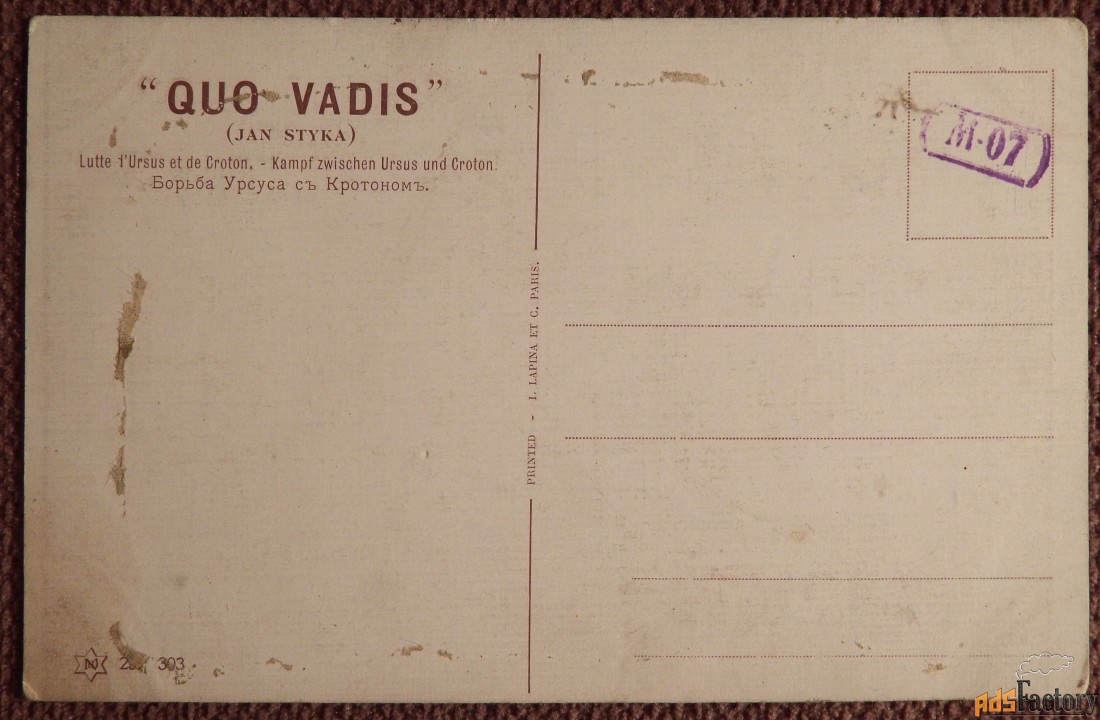 “QUO VADIS”
(JAN STYKA)
Lutte d'Ursus et de Croton. - Kampf zwischen Ursus und Croton.
Борьба Урсуса съ Кротономъ.
PRINTED - I. LAPINA ET C. PARIS.
M-07
N 303
AdsFactory